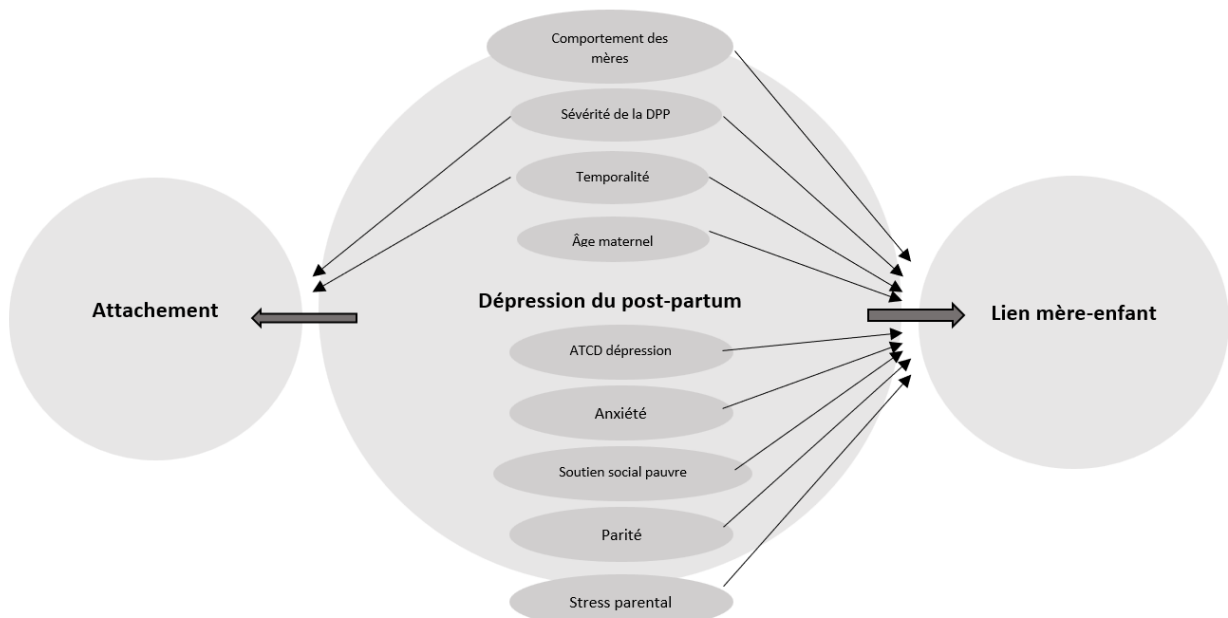 Comportement des
mères
Sévérité de la DPP
Temporalité
Âge maternel
Attachement
Dépression du post-partum
Lien mère-enfant
ATCD dépression
Anxiété
Soutien social pauvre
Parité
Stress parental